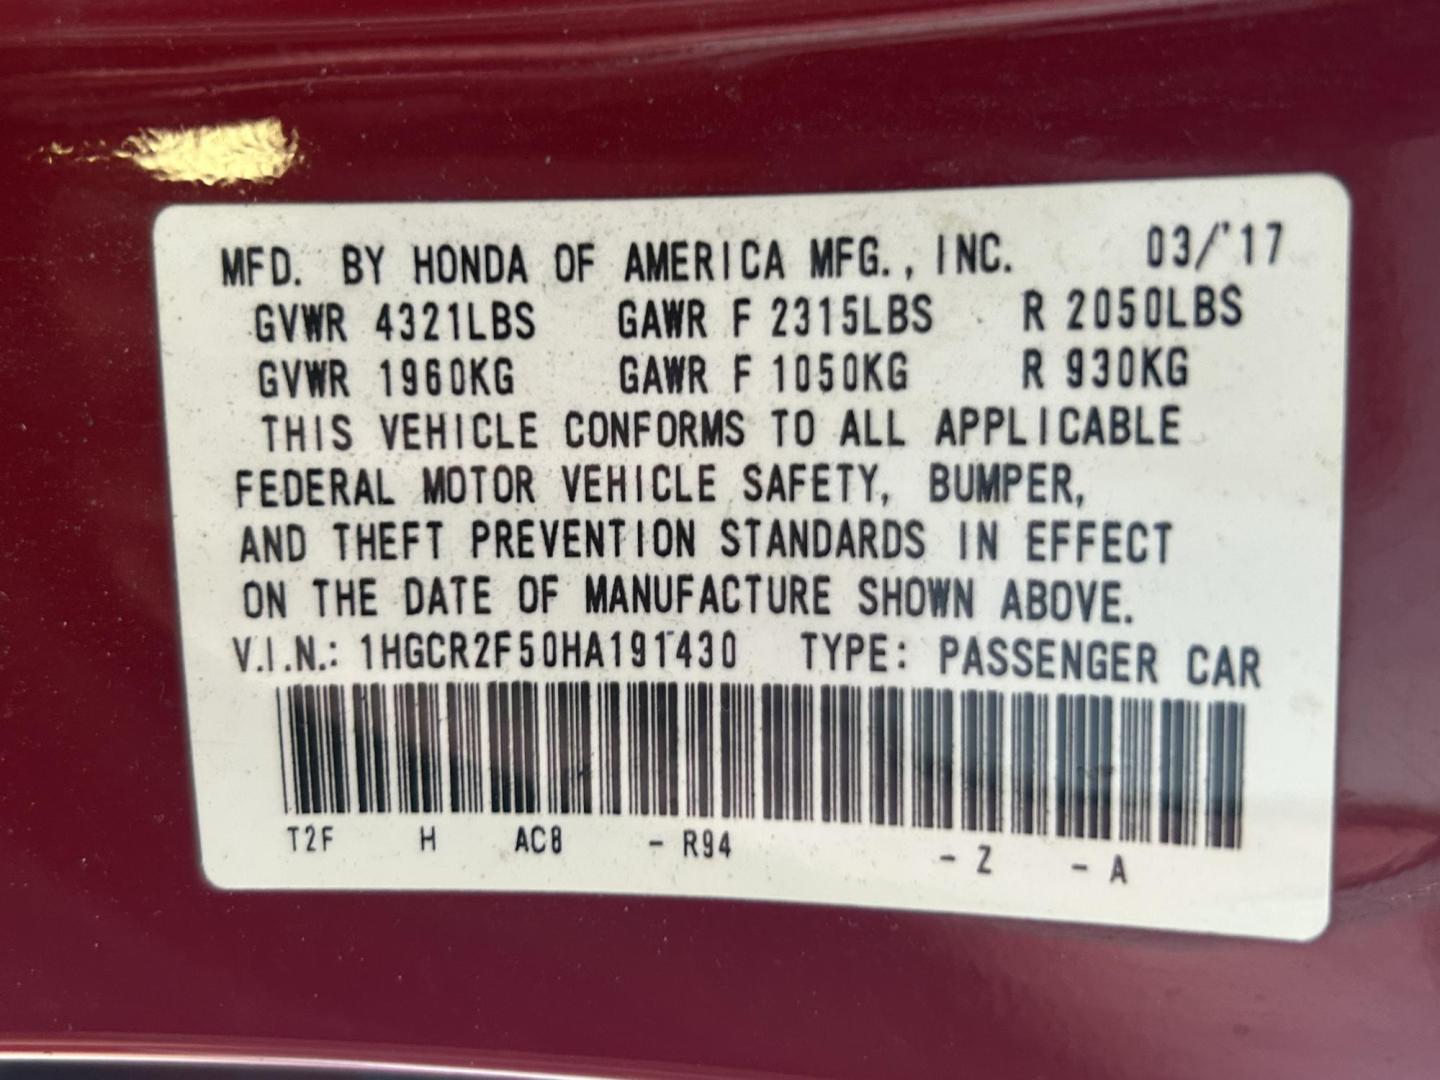 MFD. BY HONDA OF AMERICA MFG., INC. 03/'17
GVWR 4321LBS GAWR F 2315LBS R 2050LBS
GVWR 1960KG GAWR F 1050KG R 930KG
THIS VEHICLE CONFORMS TO ALL APPLICABLE
FEDERAL MOTOR VEHICLE SAFETY, BUMPER,
AND THEFT PREVENTION STANDARDS IN EFFECT
ON THE DATE OF MANUFACTURE SHOWN ABOVE.
V.I.N.: 1HGCR2F50HA191430 TYPE: PASSENGER CAR
T2F H AC8 - R94 - Z - A